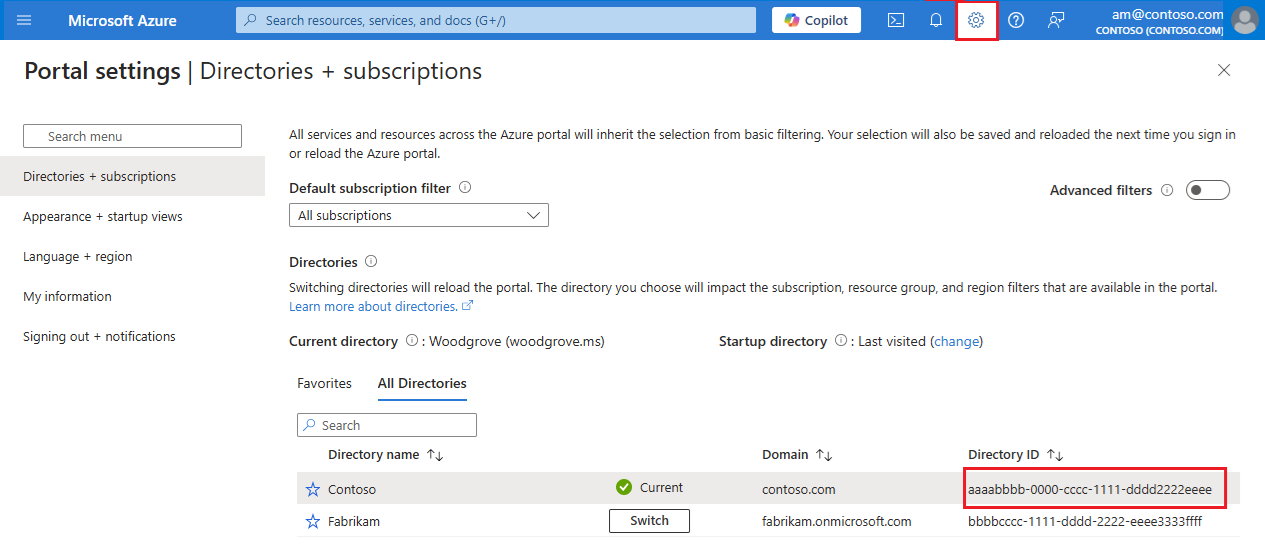 Microsoft Azure
Search resources, services, and docs (G+/)
Copilot
am@contoso.com
CONTOSO (CONTOSO.COM)
Portal settings | Directories + subscriptions
Search menu
Directories + subscriptions
Appearance + startup views
Language + region
My information
Signing out + notifications
All services and resources across the Azure portal will inherit the selection from basic filtering. Your selection will also be saved and reloaded the next time you sign in
or reload the Azure portal.
Default subscription filter
Advanced filters
All subscriptions
Directories
Switching directories will reload the portal. The directory you choose will impact the subscription, resource group, and region filters that are available in the portal.
Learn more about directories.
Current directory : Woodgrove (woodgrove.ms)
Startup directory : Last visited (change)
Favorites
All Directories
Search
Directory name
Domain
Directory ID
Contoso
Current
contoso.com
aaaabbbb-0000-cccc-1111-dddd2222eeee
Fabrikam
Switch
fabrikam.onmicrosoft.com
bbbbcccc-1111-dddd-2222-eeee3333ffff